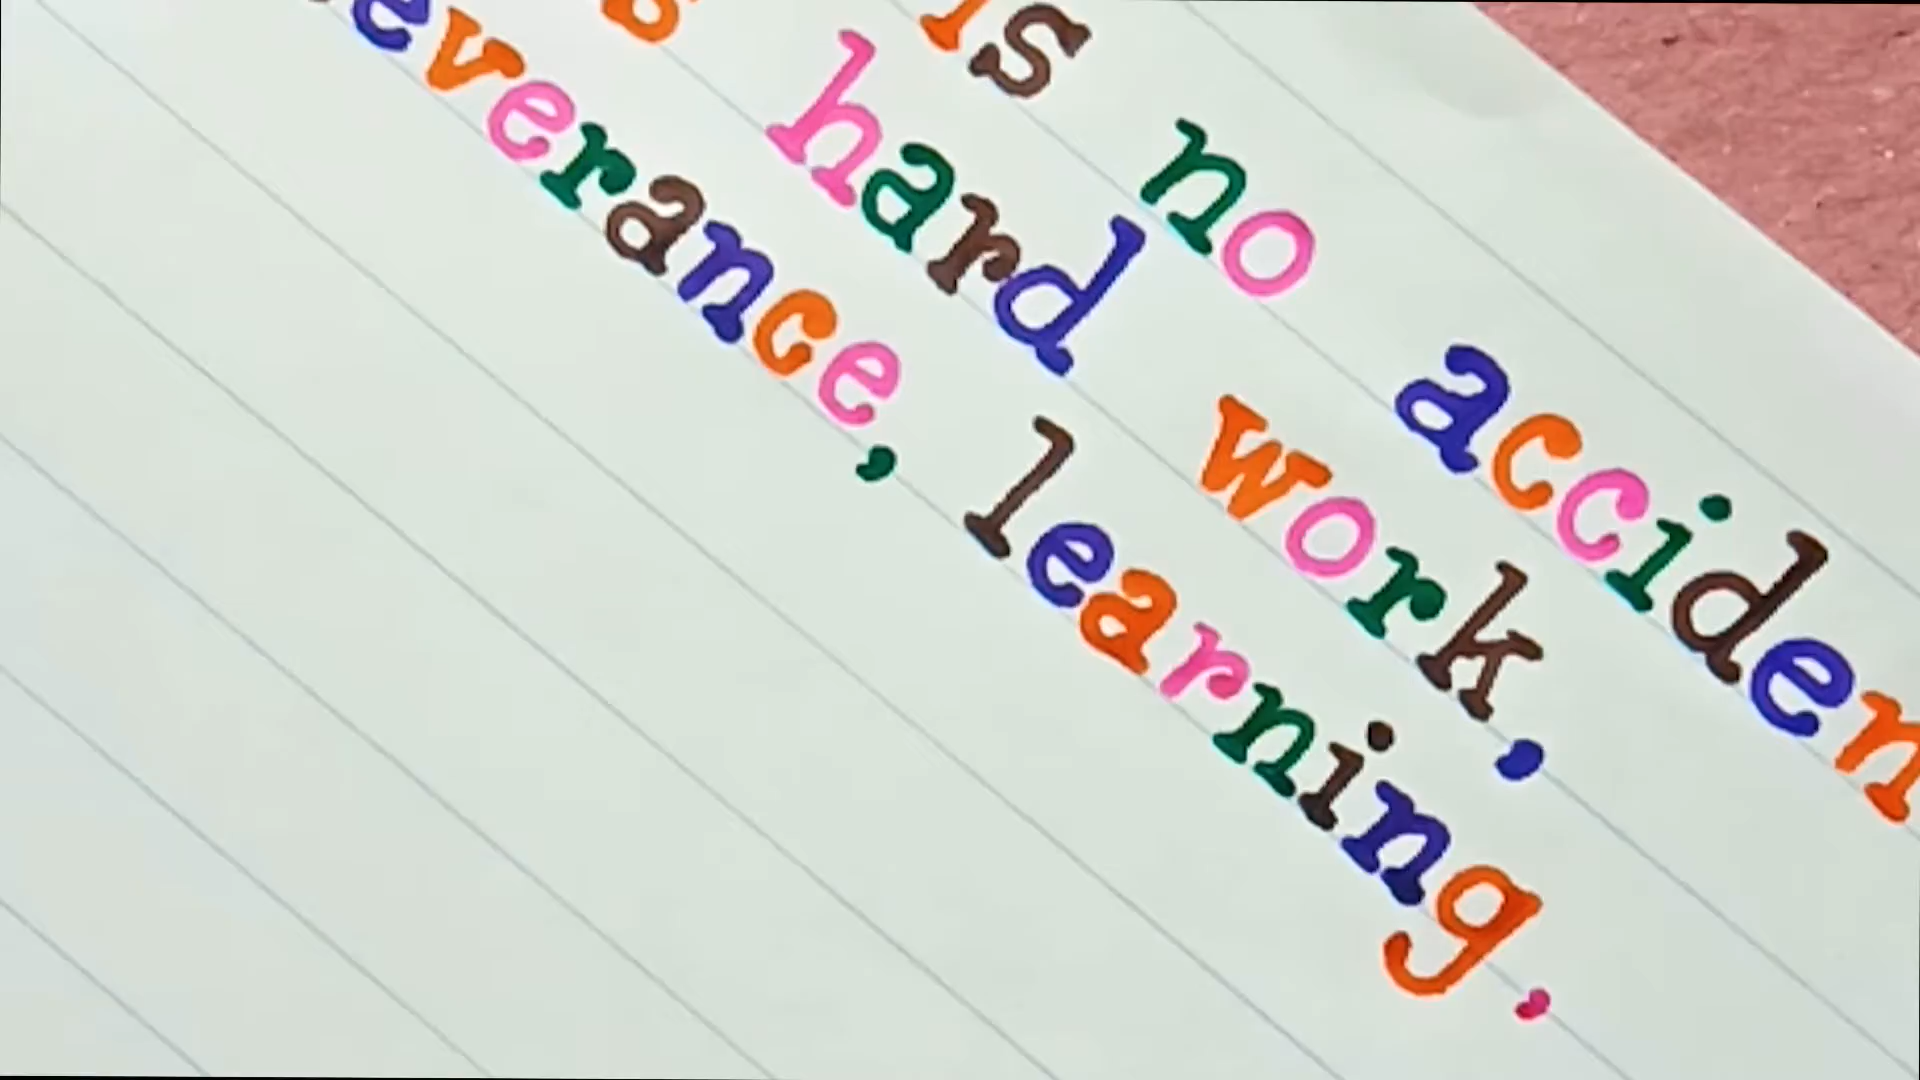 is no acciden
s hard work,
everance, learning,